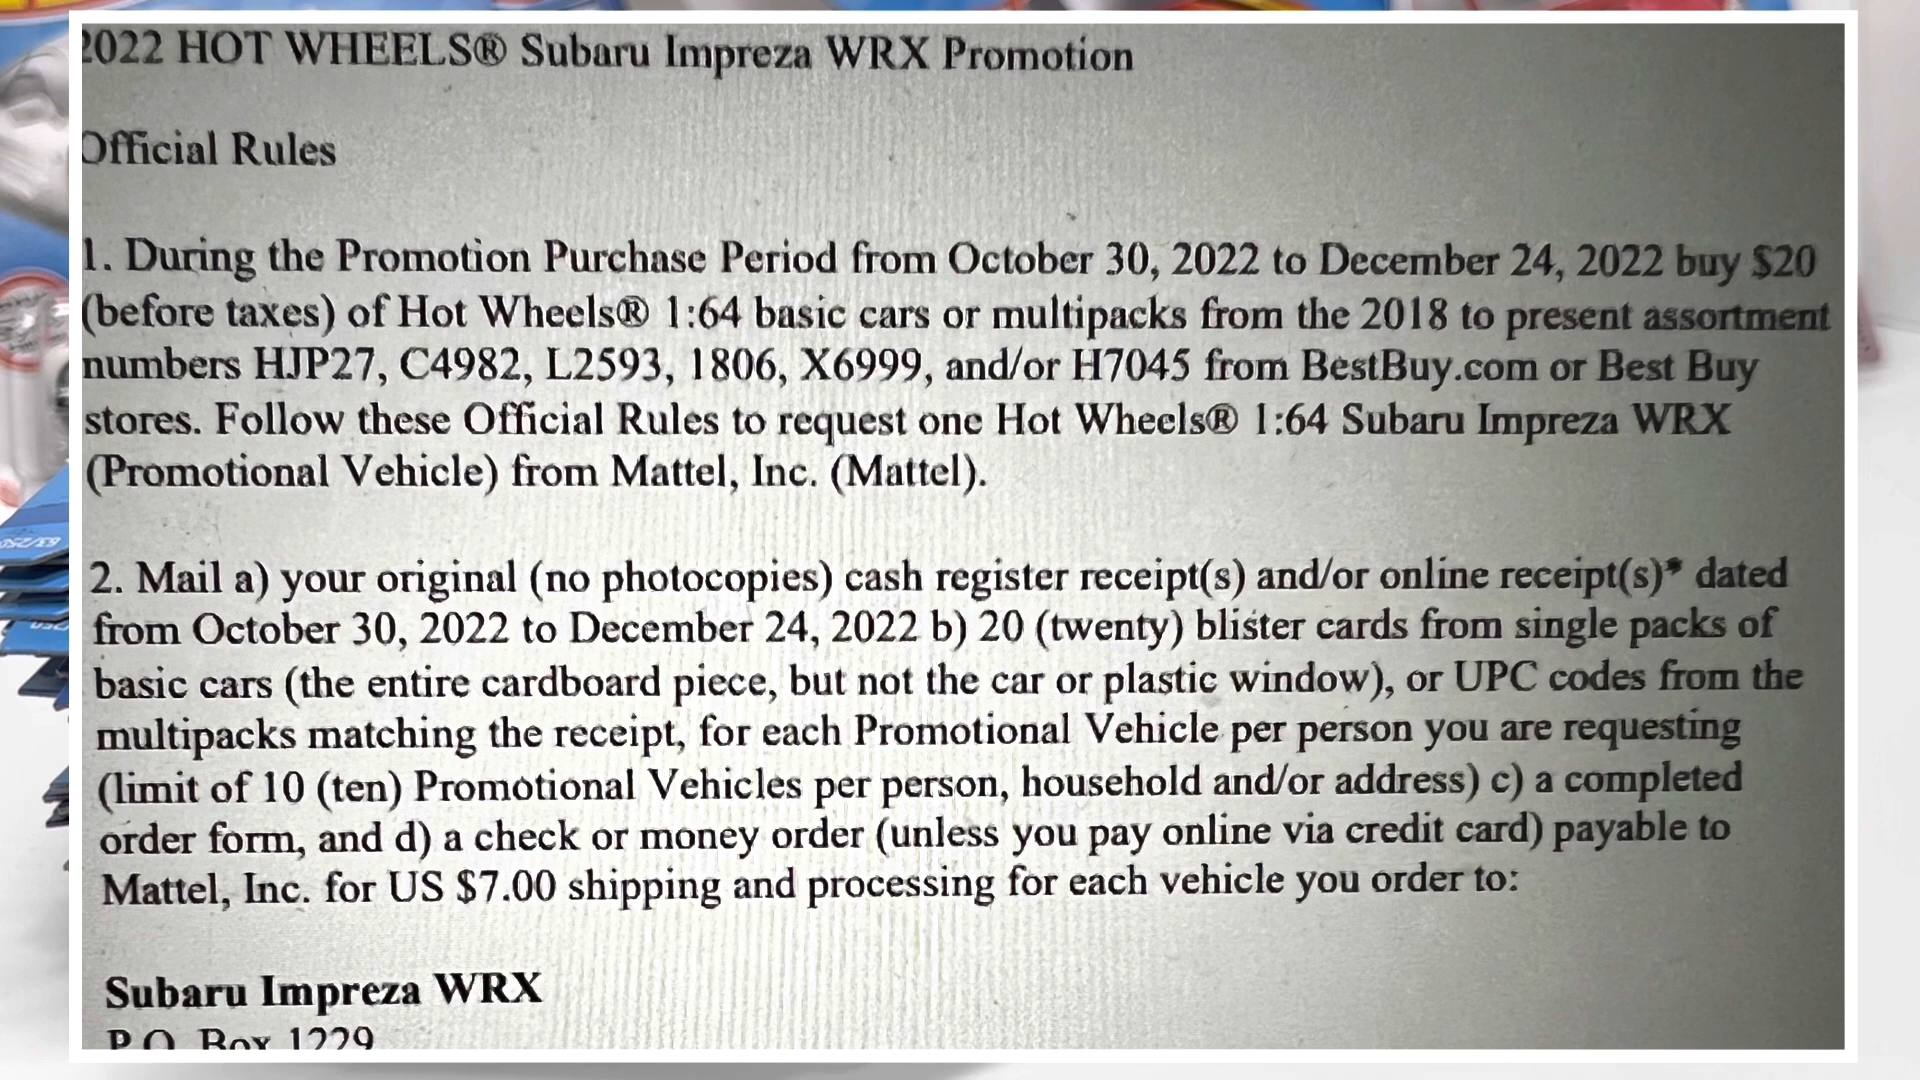 2022 HOT WHEELS® Subaru Impreza WRX Promotion
Official Rules
1. During the Promotion Purchase Period from October 30, 2022 to December 24, 2022 buy $20
(before taxes) of Hot Wheels® 1:64 basic cars or multipacks from the 2018 to present assortment
numbers HJP27, C4982, L2593, 1806, X6999, and/or H7045 from BestBuy.com or Best Buy
stores. Follow these Official Rules to request one Hot Wheels® 1:64 Subaru Impreza WRX
(Promotional Vehicle) from Mattel, Inc. (Mattel).
2. Mail a) your original (no photocopies) cash register receipt(s) and/or online receipt(s)* dated
from October 30, 2022 to December 24, 2022 b) 20 (twenty) blister cards from single packs of
basic cars (the entire cardboard piece, but not the car or plastic window), or UPC codes from the
multipacks matching the receipt, for each Promotional Vehicle per person you are requesting
(limit of 10 (ten) Promotional Vehicles per person, household and/or address) c) a completed
order form, and d) a check or money order (unless you pay online via credit card) payable to
Mattel, Inc. for US $7.00 shipping and processing for each vehicle you order to:
Subaru Impreza WRX
P.O. Box 1229
63/250